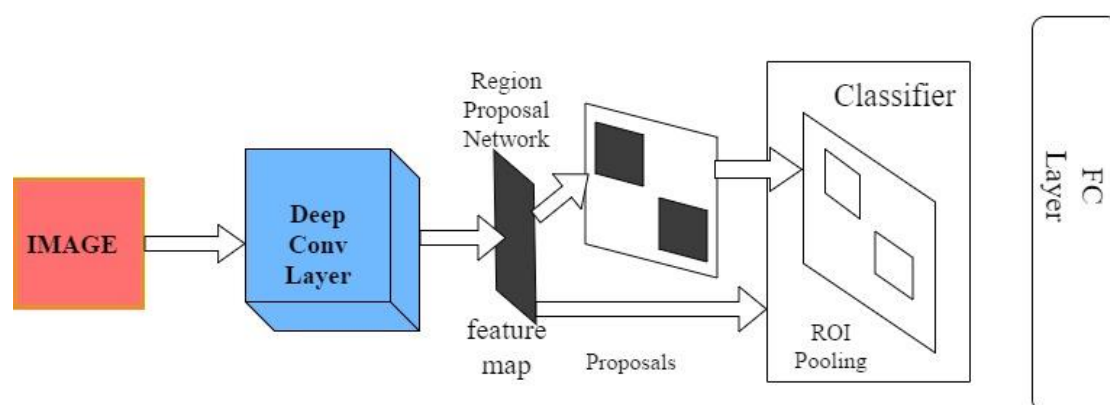 IMAGE
Deep
Conv
Layer
Region
Proposal
Network
feature
map
Proposals
Classifier
ROI
Pooling
FC
Layer